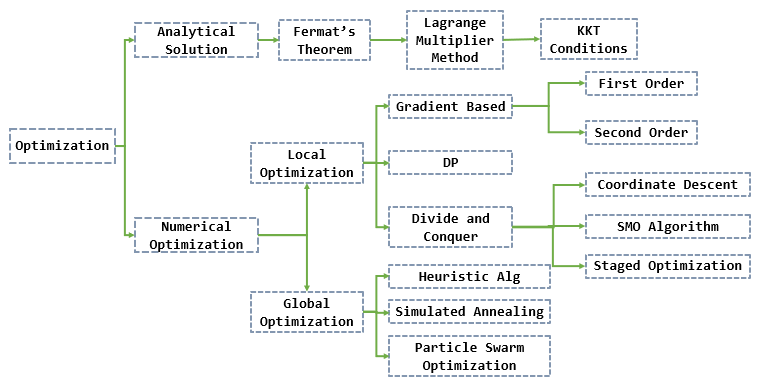 Analytical
Solution
Fermat's
Theorem
Lagrange
Multiplier
Method
KKT
Conditions
First Order
Gradient Based
Second Order
Optimization
Local
Optimization
DP
Coordinate Descent
Divide and
Conquer
SMO Algorithm
Numerical
Optimization
Staged Optimization
Heuristic Alg
Global
Optimization
Simulated Annealing
Particle Swarm
Optimization